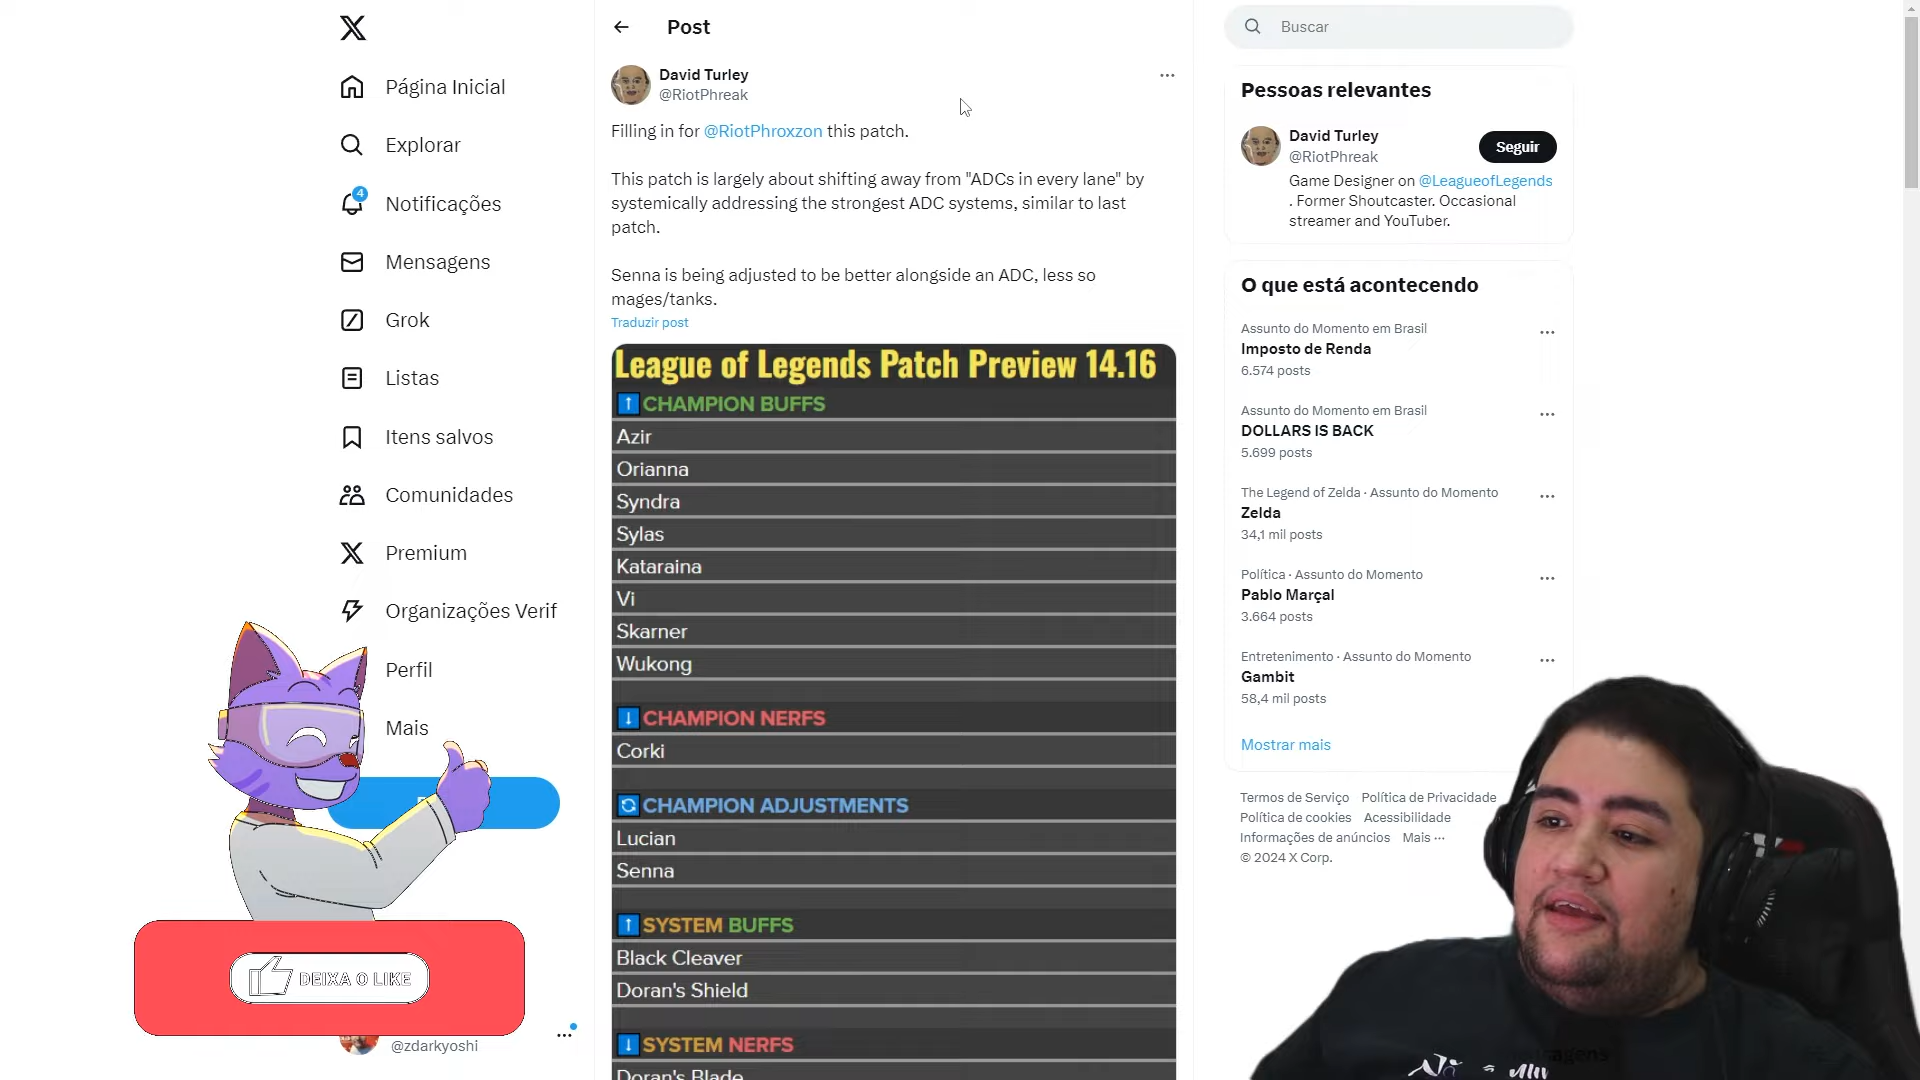 Página Inicial
Explorar
4
Notificações
Mensagens
Grok
Listas
Itens salvos
Comunidades
Premium
Organizações Verif
Perfil
Mais
DEIXA O LIKE
@zdarkyoshi
Post
David Turley
@RiotPhreak
Filling in for @RiotPhroxzon this patch.
This patch is largely about shifting away from "ADCs in every lane" by
systemically addressing the strongest ADC systems, similar to last
patch.
Senna is being adjusted to be better alongside an ADC, less so
mages/tanks.
Traduzir post
League of Legends Patch Preview 14.16
CHAMPION BUFFS
Azir
Orianna
Syndra
Sylas
Kataraina
Vi
Skarner
Wukong
CHAMPION NERFS
Corki
CHAMPION ADJUSTMENTS
Lucian
Senna
SYSTEM BUFFS
Black Cleaver
Doran's Shield
SYSTEM NERFS
Doran's Blade
Buscar
Pessoas relevantes
David Turley
@RiotPhreak
Seguir
Game Designer on @LeagueofLegends
. Former Shoutcaster. Occasional
streamer and YouTuber.
O que está acontecendo
Assunto do Momento em Brasil
Imposto de Renda
6.574 posts
Assunto do Momento em Brasil
DOLLARS IS BACK
5.699 posts
The Legend of Zelda · Assunto do Momento
Zelda
34,1 mil posts
Política · Assunto do Momento
Pablo Marçal
3.664 posts
Entretenimento · Assunto do Momento
Gambit
58,4 mil posts
Mostrar mais
Termos de Serviço Política de Privacidade
Política de cookies Acessibilidade
Informações de anúncios Mais ···
© 2024 X Corp.